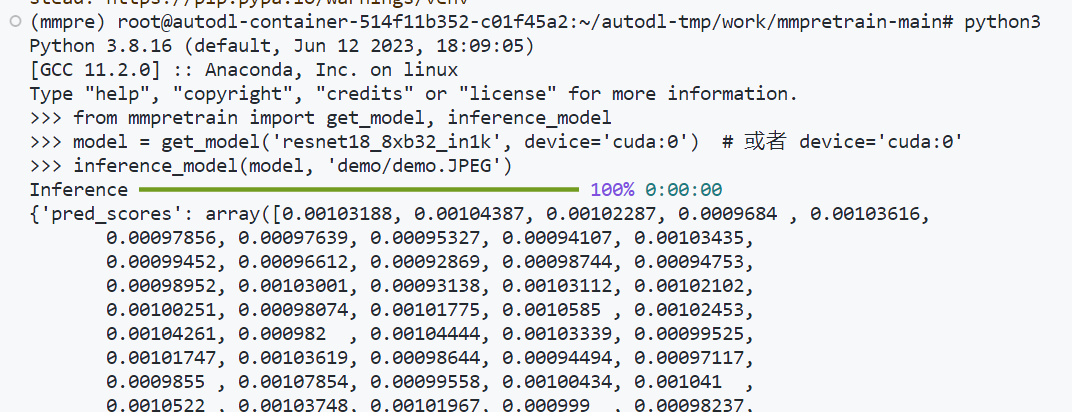 stead: https://pip.pypa.io/warnings/venv
(mmpre) root@autodl-container-514f11b352-c01f45a2:~/autodl-tmp/work/mmpretrain-main# python3
Python 3.8.16 (default, Jun 12 2023, 18:09:05)
[GCC 11.2.0] :: Anaconda, Inc. on linux
Type "help", "copyright", "credits" or "license" for more information.
>>> from mmpretrain import get_model, inference_model
>>> model = get_model('resnet18_8xb32_in1k', device='cuda:0')  # 或者 device='cuda:0'
>>> inference_model(model, 'demo/demo.JPEG')
Inference 100% 0:00:00
{'pred_scores': array([0.00103188, 0.00104387, 0.00102287, 0.0009684 , 0.00103616,
0.00097856, 0.00097639, 0.00095327, 0.00094107, 0.00103435,
0.00099452, 0.00096612, 0.00092869, 0.00098744, 0.00094753,
0.00098952, 0.00103001, 0.00093138, 0.00103112, 0.00102102,
0.00100251, 0.00098074, 0.00101775, 0.0010585 , 0.00102453,
0.00104261, 0.000982  , 0.00104444, 0.00103339, 0.00099525,
0.00101747, 0.00103619, 0.00098644, 0.00094494, 0.00097117,
0.0009855 , 0.00107854, 0.00099558, 0.00100434, 0.001041  ,
0.0010522 , 0.00103748, 0.00101967, 0.000999  , 0.00098237,